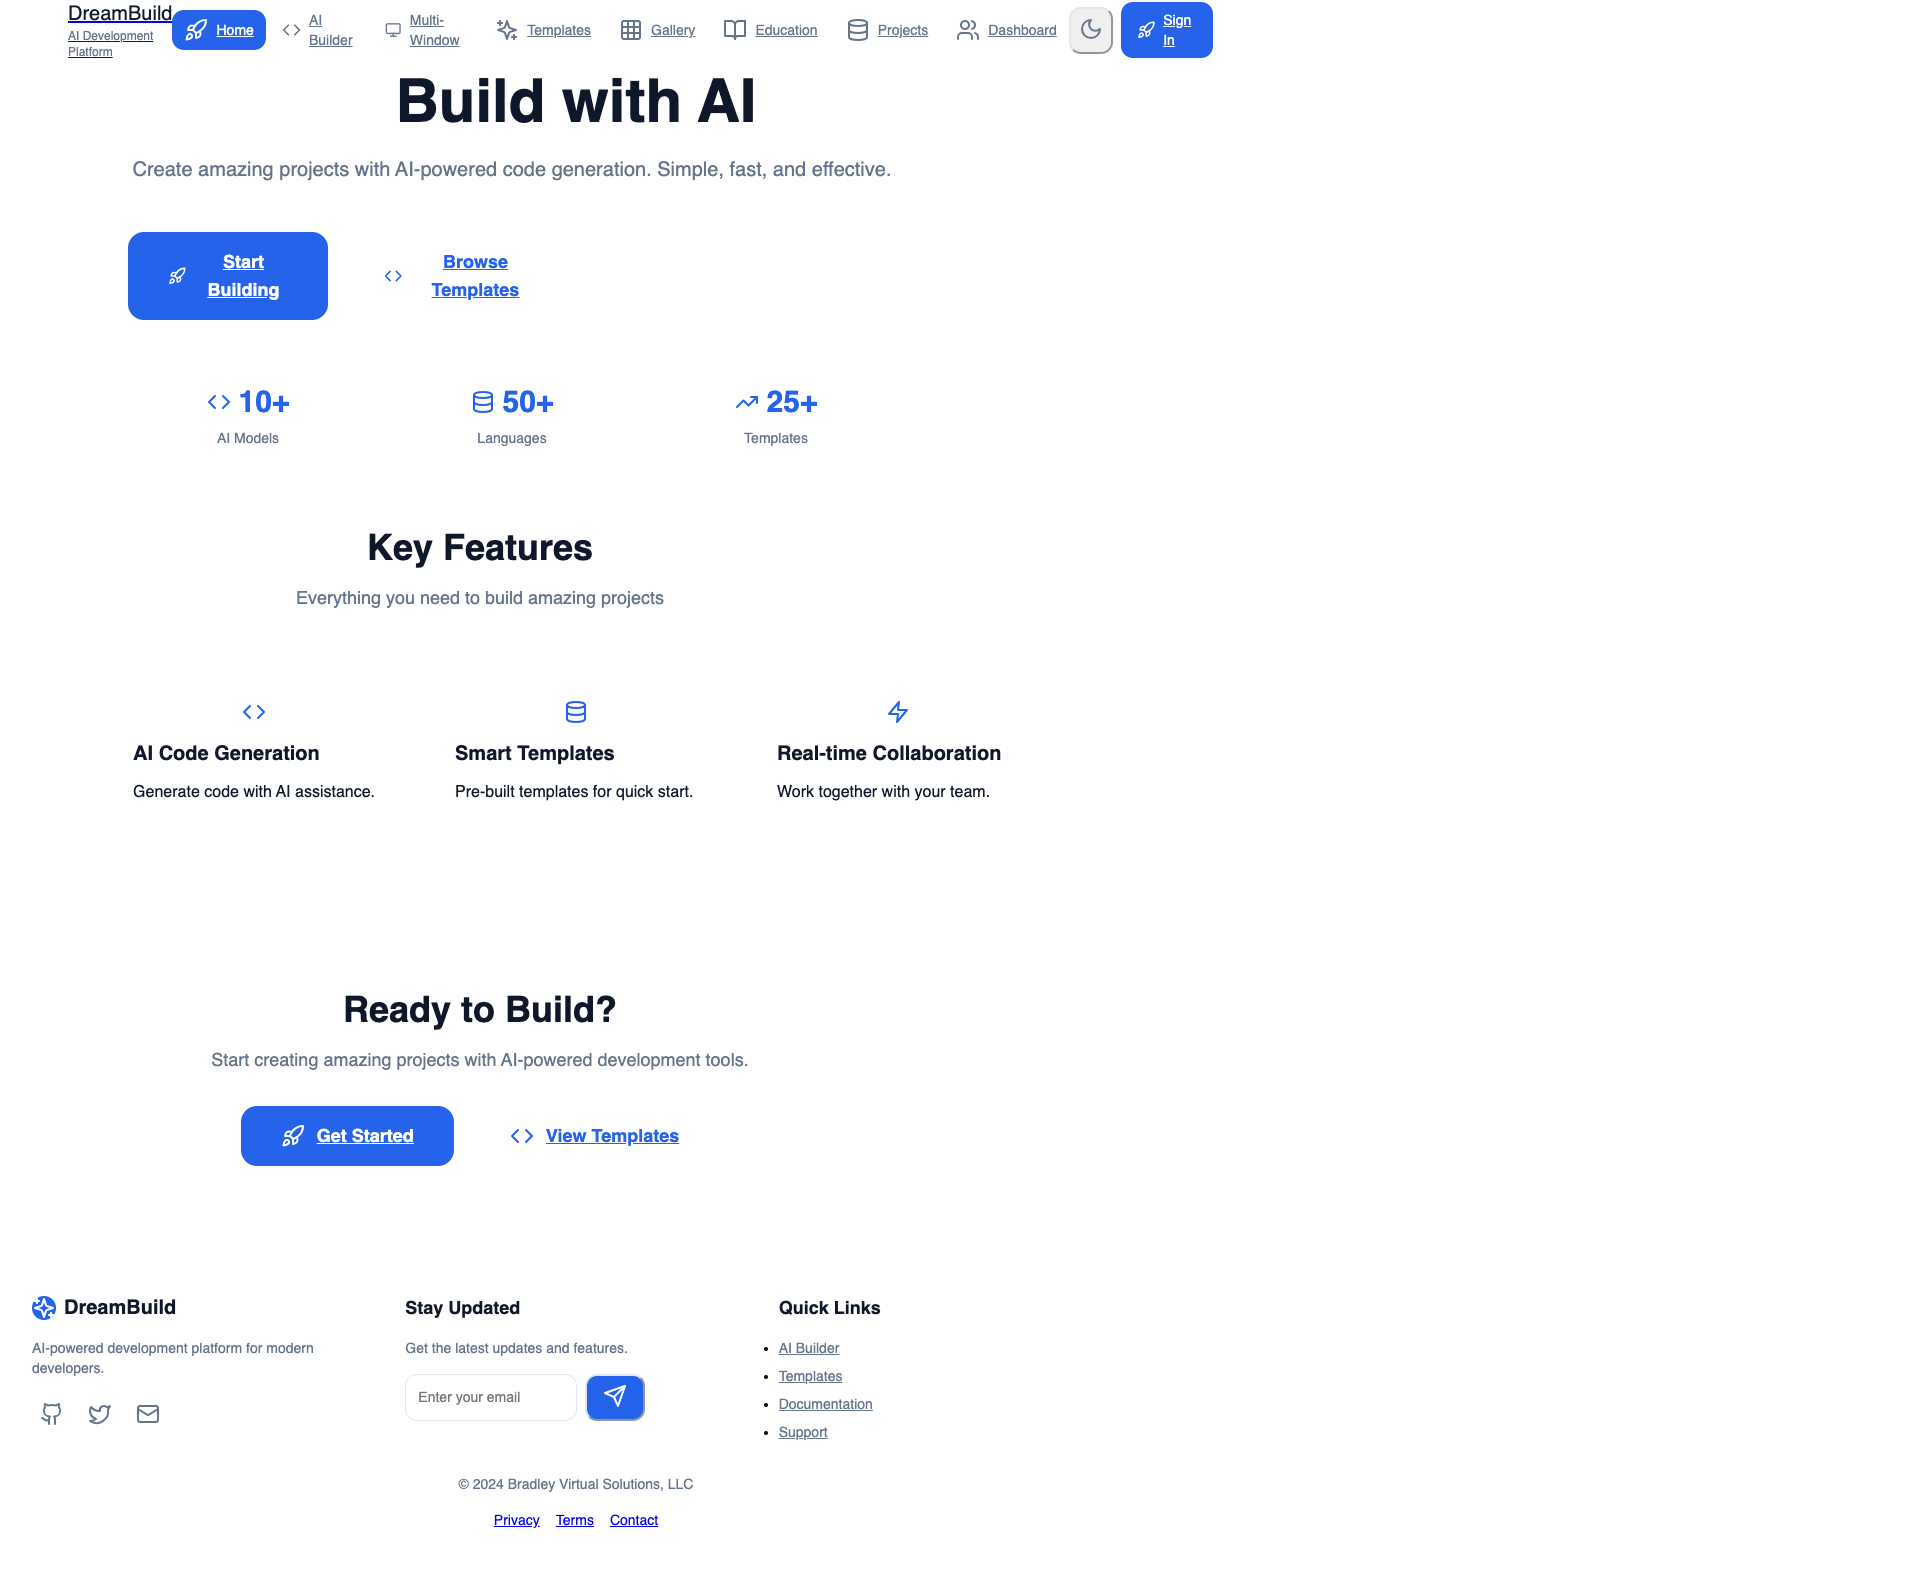 DreamBuild
AI Development
Platform
Home
AI
Builder
Multi-
Window
Templates
Gallery
Education
Projects
Dashboard
Sign
In
Build with AI
Create amazing projects with AI-powered code generation. Simple, fast, and effective.
Start
Building
Browse
Templates
10+
AI Models
50+
Languages
25+
Templates
Key Features
Everything you need to build amazing projects
AI Code Generation
Generate code with AI assistance.
Smart Templates
Pre-built templates for quick start.
Real-time Collaboration
Work together with your team.
Ready to Build?
Start creating amazing projects with AI-powered development tools.
Get Started
View Templates
DreamBuild
AI-powered development platform for modern
developers.
Stay Updated
Get the latest updates and features.
Enter your email
Quick Links
AI Builder
Templates
Documentation
Support
© 2024 Bradley Virtual Solutions, LLC
Privacy Terms Contact